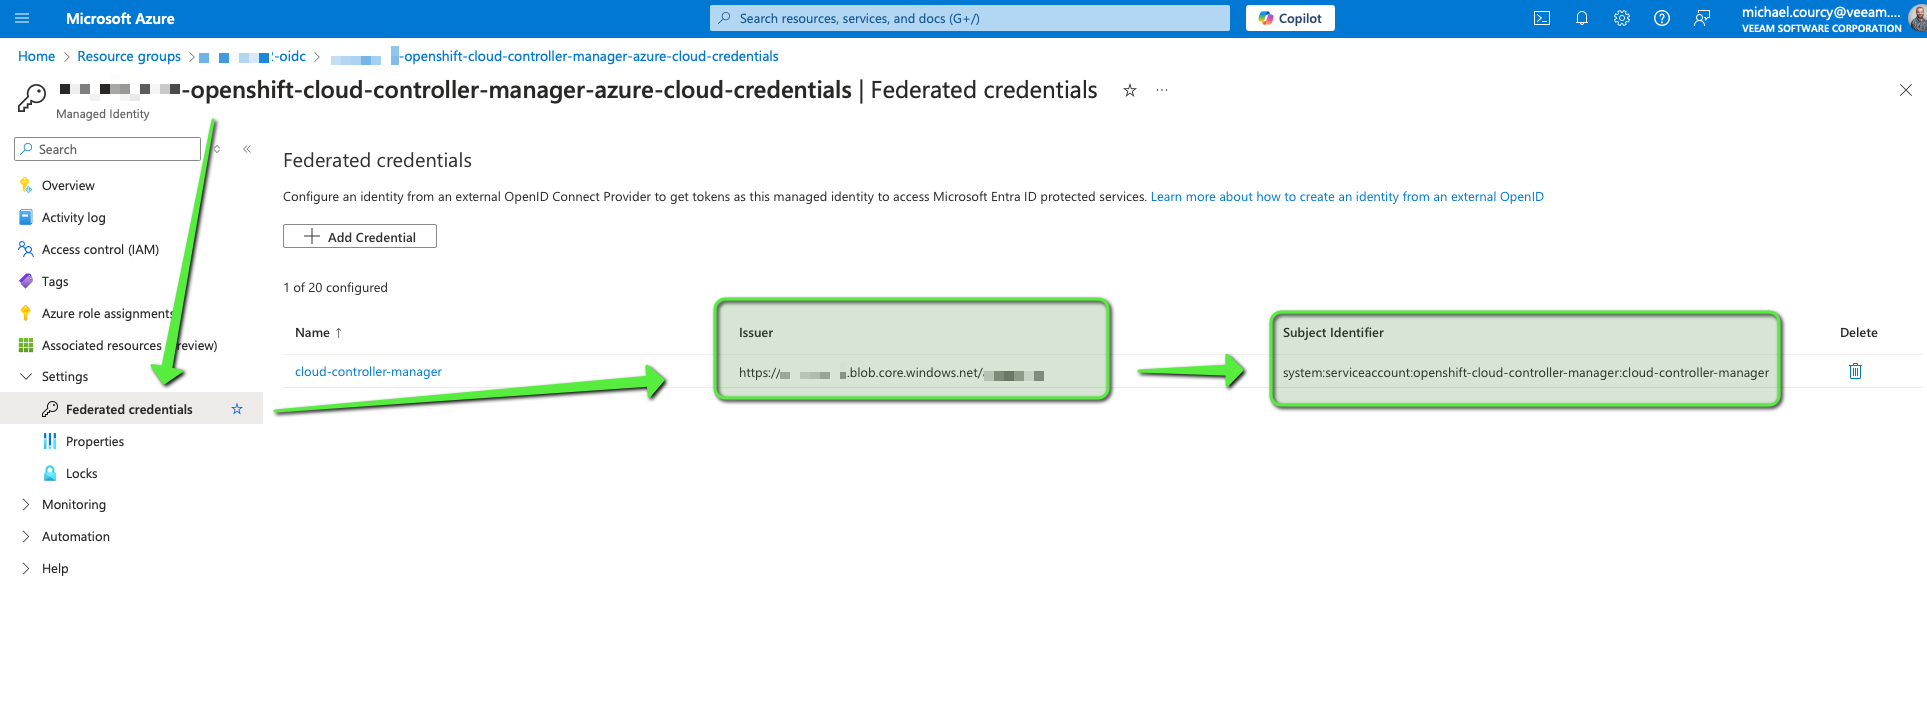 Microsoft Azure
Search resources, services, and docs (G+/)
Copilot
michael.courcy@veeam....
VEEAM SOFTWARE CORPORATION
Home > Resource groups > -oidc > -openshift-cloud-controller-manager-azure-cloud-credentials
-openshift-cloud-controller-manager-azure-cloud-credentials | Federated credentials
Managed Identity
Search
Overview
Activity log
Access control (IAM)
Tags
Azure role assignments
Associated resources review)
Settings
Federated credentials
Properties
Locks
Monitoring
Automation
Help
Federated credentials
Configure an identity from an external OpenID Connect Provider to get tokens as this managed identity to access Microsoft Entra ID protected services. Learn more about how to create an identity from an external OpenID
Add Credential
1 of 20 configured
Name ↑ Issuer Subject Identifier Delete
cloud-controller-manager https:// .blob.core.windows.net/ system:serviceaccount:openshift-cloud-controller-manager:cloud-controller-manager